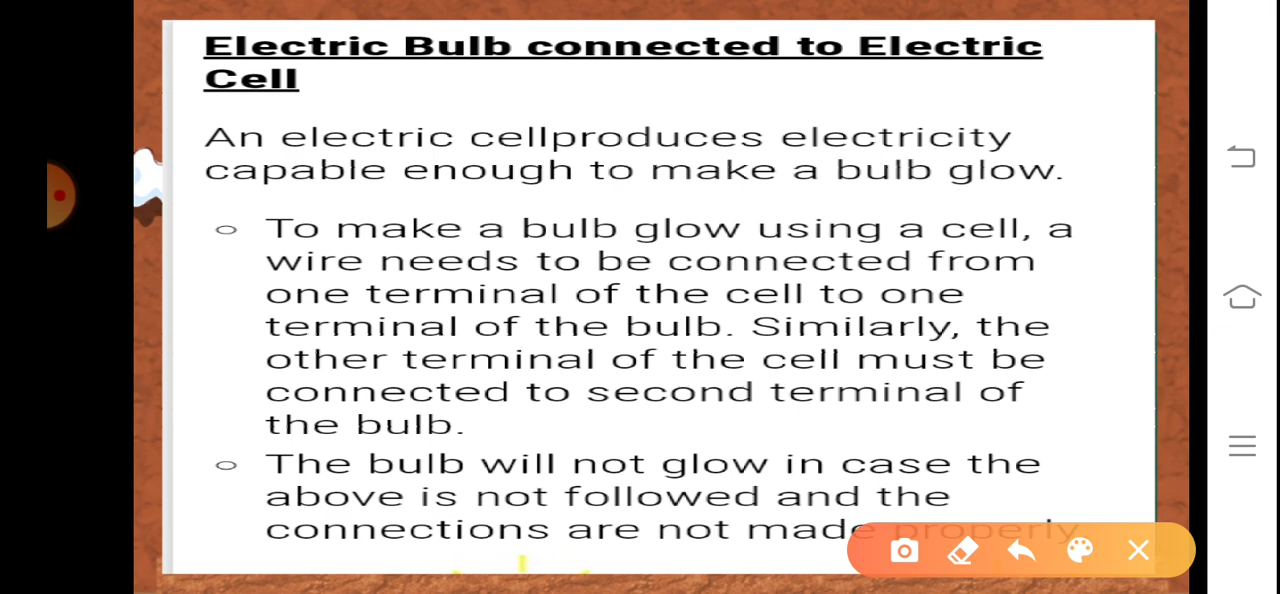 Electric Bulb connected to Electric
Cell
An electric cellproduces electricity
capable enough to make a bulb glow.
To make a bulb glow using a cell, a
wire needs to be connected from
one terminal of the cell to one
terminal of the bulb. Similarly, the
other terminal of the cell must be
connected to second terminal of
the bulb.
The bulb will not glow in case the
above is not followed and the
connections are not made properly